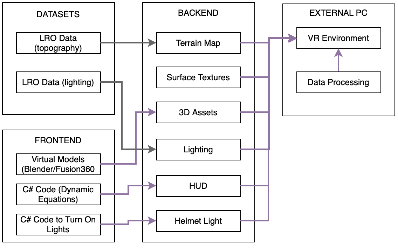 DATASETS
LRO Data
(topography)
LRO Data (lighting)
FRONTEND
Virtual Models
(Blender/Fusion360
C# Code (Dynamic
Equations)
C# Code to Turn On
Lights
BACKEND
Terrain Map
Surface Textures
3D Assets
Lighting
HUD
Helmet Light
EXTERNAL PC
VR Environment
Data Processing